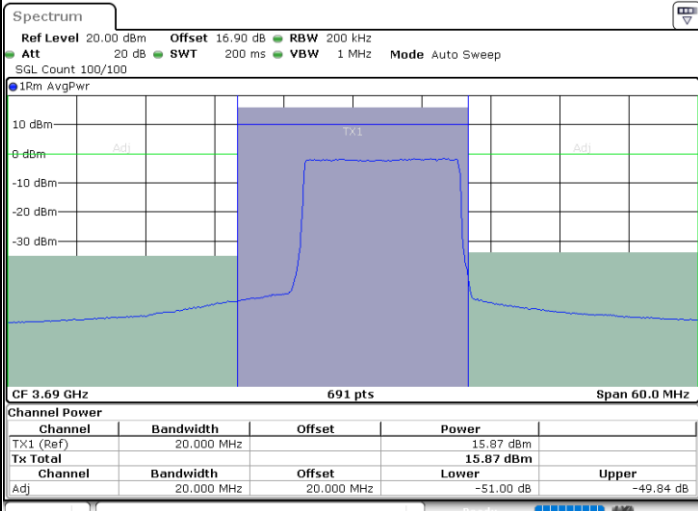 Spectrum
Ref Level 20.00 dBm Offset 16.90 dB RBW 200 kHz
Att 20 dB SWT 200 ms VBW 1 MHz Mode Auto Sweep
SGL Count 100/100
1Rm AvgPwr
10 dBm
TX1
Adj
Adj
0 dBm
-10 dBm
-20 dBm
-30 dBm
CF 3.69 GHz 691 pts Span 60.0 MHz
Channel Power
Channel Bandwidth Offset Power
TX1 (Ref) 20.000 MHz 15.87 dBm
Tx Total 15.87 dBm
Channel Bandwidth Offset Lower Upper
Adj 20.000 MHz 20.000 MHz -51.00 dB -49.84 dB